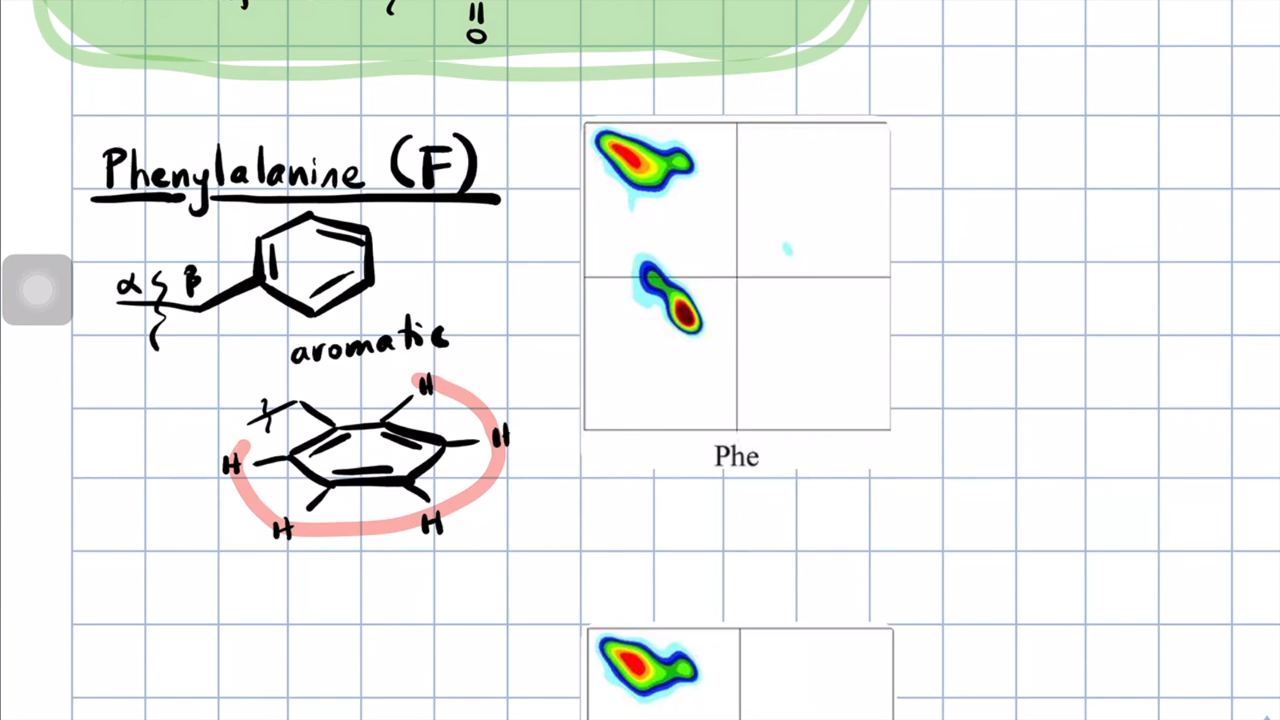 O
Phenylalanine (F)
α β
aromatic
H
H
H
H
H
Phe